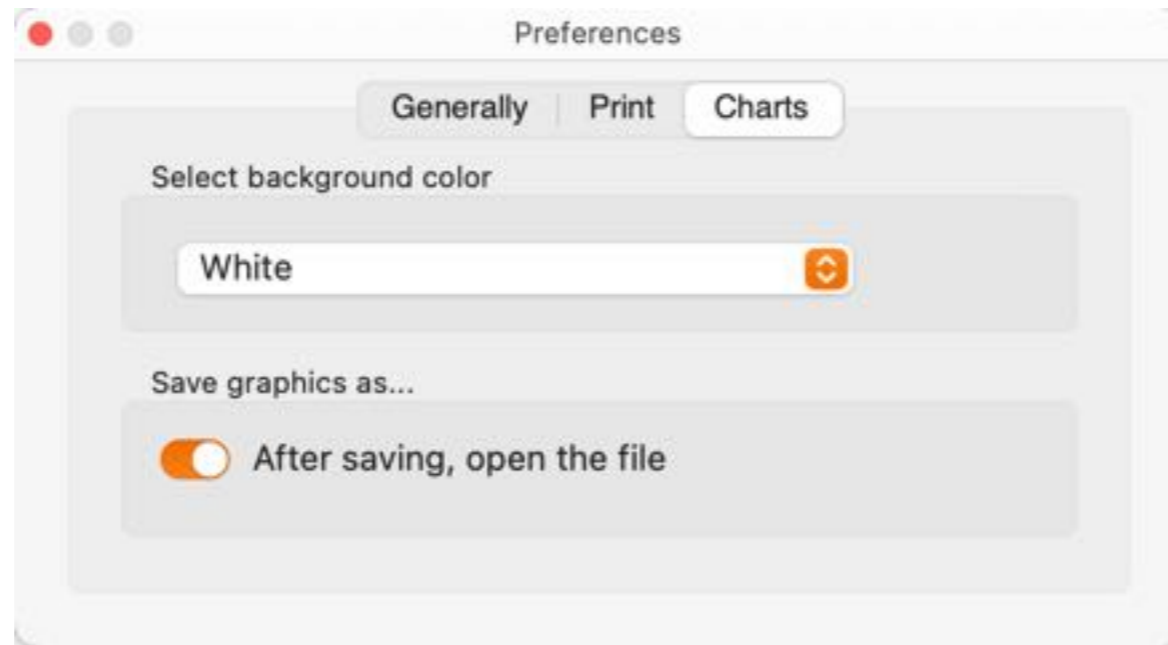 Preferences
Generally Print Charts
Select background color
White
Save graphics as...
After saving, open the file